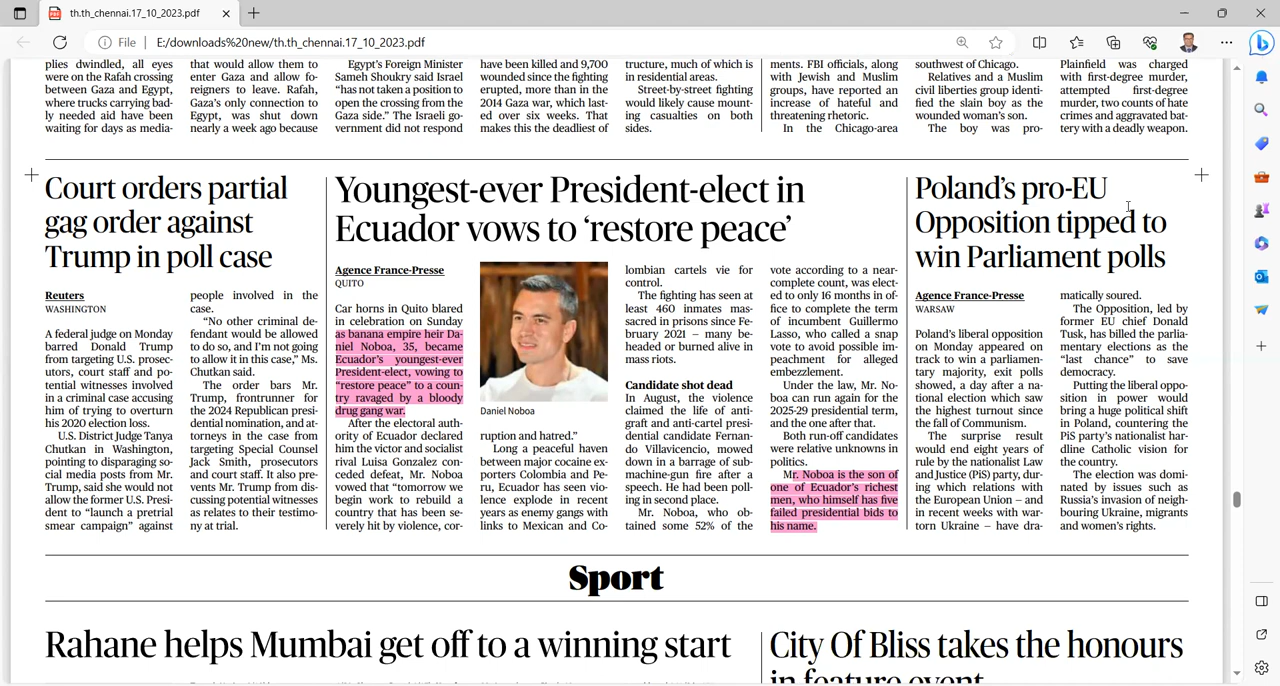 th.th_chennai.17_10_2023.pdf
File
E:/downloads%20new/th.th_chennai.17_10_2023.pdf
plies dwindled, all eyes
were on the Rafah crossing
between Gaza and Egypt,
where trucks carrying bad-
ly needed aid have been
waiting for days as media-
that would allow them to
enter Gaza and allow fo-
reigners to leave. Rafah,
Gaza's only connection to
Egypt, was shut down
nearly a week ago because
Egypt's Foreign Minister
Sameh Shoukry said Israel
"has not taken a position to
open the crossing from the
Gaza side." The Israeli go-
vernment did not respond
have been killed and 9,700
wounded since the fighting
erupted, more than in the
2014 Gaza war, which last-
ed over six weeks. That
makes this the deadliest of
tructure, much of which is
in residential areas.
Street-by-street fighting
would likely cause mount-
ing casualties on both
sides.
ments. FBI officials, along
with Jewish and Muslim
groups, have reported an
increase of hateful and
threatening rhetoric.
In the Chicago-area
southwest of Chicago.
Relatives and a Muslim
civil liberties group identi-
fied the slain boy as the
wounded woman's son.
The boy was pro-
Plainfield was charged
with first-degree murder,
attempted first-degree
murder, two counts of hate
crimes and aggravated bat-
tery with a deadly weapon.
Court orders partial
gag order against
Trump in poll case
Reuters
WASHINGTON
A federal judge on Monday
barred Donald Trump
from targeting U.S. prosec-
utors, court staff and po-
tential witnesses involved
in a criminal case accusing
him of trying to overturn
his 2020 election loss.
U.S. District Judge Tanya
Chutkan in Washington,
pointing to disparaging so-
cial media posts from Mr.
Trump, said she would not
allow the former U.S. Presi-
dent to "launch a pretrial
smear campaign" against
people involved in the
case.
"No other criminal de-
fendant would be allowed
to do so, and I'm not going
to allow it in this case," Ms.
Chutkan said.
The order bars Mr.
Trump, frontrunner for
the 2024 Republican presi-
dential nomination, and at-
torneys in the case from
targeting Special Counsel
Jack Smith, prosecutors
and court staff. It also pre-
vents Mr. Trump from dis-
cussing potential witnesses
as relates to their testimo-
ny at trial.
Youngest-ever President-elect in
Ecuador vows to 'restore peace'
Agence France-Presse
QUITO
Car horns in Quito blared
in celebration on Sunday
as banana empire heir Da-
niel Noboa, 35, became
Ecuador's youngest-ever
President-elect, vowing to
"restore peace" to a coun-
try ravaged by a bloody
drug gang war.
After the electoral auth-
ority of Ecuador declared
him the victor and socialist
rival Luisa Gonzalez con-
ceded defeat, Mr. Noboa
vowed that "tomorrow we
begin work to rebuild a
country that has been se-
verely hit by violence, cor-
Daniel Noboa
ruption and hatred."
Long a peaceful haven
between major cocaine ex-
porters Colombia and Pe-
ru, Ecuador has seen vio-
lence explode in recent
years as enemy gangs with
links to Mexican and Co-
lombian cartels vie for
control.
The fighting has seen at
least 460 inmates mas-
sacred in prisons since Fe-
bruary 2021 – many be-
headed or burned alive in
mass riots.
Candidate shot dead
In August, the violence
claimed the life of anti-
graft and anti-cartel presi-
dential candidate Fernan-
do Villavicencio, mowed
down in a barrage of sub-
machine-gun fire after a
speech. He had been poll-
ing in second place.
Mr. Noboa, who ob-
tained some 52% of the
vote according to a near-
complete count, was elect-
ed to only 16 months in of-
fice to complete the term
of incumbent Guillermo
Lasso, who called a snap
vote to avoid possible im-
peachment for alleged
embezzlement.
Under the law, Mr. No-
boa can run again for the
2025-29 presidential term,
and the one after that.
Both run-off candidates
were relative unknowns in
politics.
Mr. Noboa is the son of
one of Ecuador's richest
men, who himself has five
failed presidential bids to
his name.
Poland's pro-EU
Opposition tipped to
win Parliament polls
Agence France-Presse
WARSAW
Poland's liberal opposition
on Monday appeared on
track to win a parliamen-
tary majority, exit polls
showed, a day after a na-
tional election which saw
the highest turnout since
the fall of Communism.
The surprise result
would end eight years of
rule by the nationalist Law
and Justice (PiS) party, dur-
ing which relations with
the European Union – and
in recent weeks with war-
torn Ukraine – have dra-
matically soured.
The Opposition, led by
former EU chief Donald
Tusk, has billed the parlia-
mentary elections as the
"last chance" to save
democracy.
Putting the liberal oppo-
sition in power would
bring a huge political shift
in Poland, countering the
PiS party's nationalist har-
dline Catholic vision for
the country.
The election was domi-
nated by issues such as
Russia's invasion of neigh-
bouring Ukraine, migrants
and women's rights.
Sport
Rahane helps Mumbai get off to a winning start
City Of Bliss takes the honours
in feature event